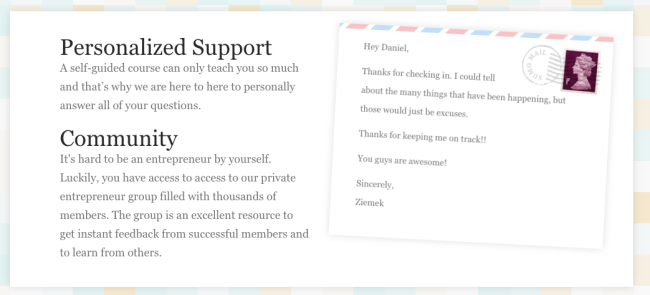 Personalized Support
A self-guided course can only teach you so much
and that's why we are here to here to personally
answer all of your questions.
Community
It's hard to be an entrepreneur by yourself.
Luckily, you have access to access to our private
entrepreneur group filled with thousands of
members. The group is an excellent resource to
get instant feedback from successful members and
to learn from others.
Hey Daniel,
Thanks for checking in. I could tell
about the many things that have been happening, but
those would just be excuses.
Thanks for keeping me on track!!
You guys are awesome!
Sincerely,
Ziemek
MAIL